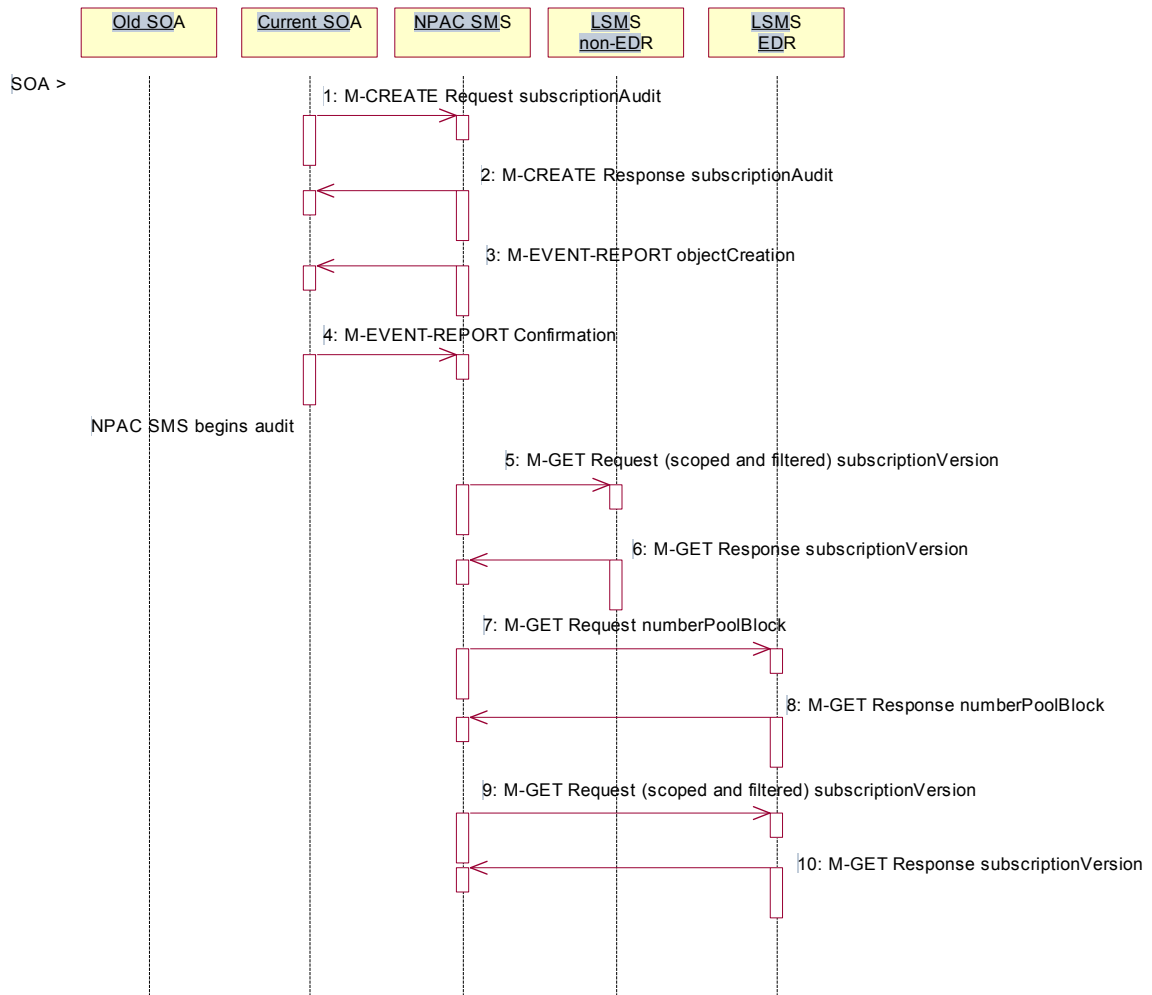 Old SOA
Current SOA
NPAC SMS
LSMS
non-EDR
LSMS
EDR
SOA >
1: M-CREATE Request subscriptionAudit
2: M-CREATE Response subscriptionAudit
3: M-EVENT-REPORT objectCreation
4: M-EVENT-REPORT Confirmation
NPAC SMS begins audit
5: M-GET Request (scoped and filtered) subscriptionVersion
6: M-GET Response subscriptionVersion
7: M-GET Request numberPoolBlock
8: M-GET Response numberPoolBlock
9: M-GET Request (scoped and filtered) subscriptionVersion
10: M-GET Response subscriptionVersion